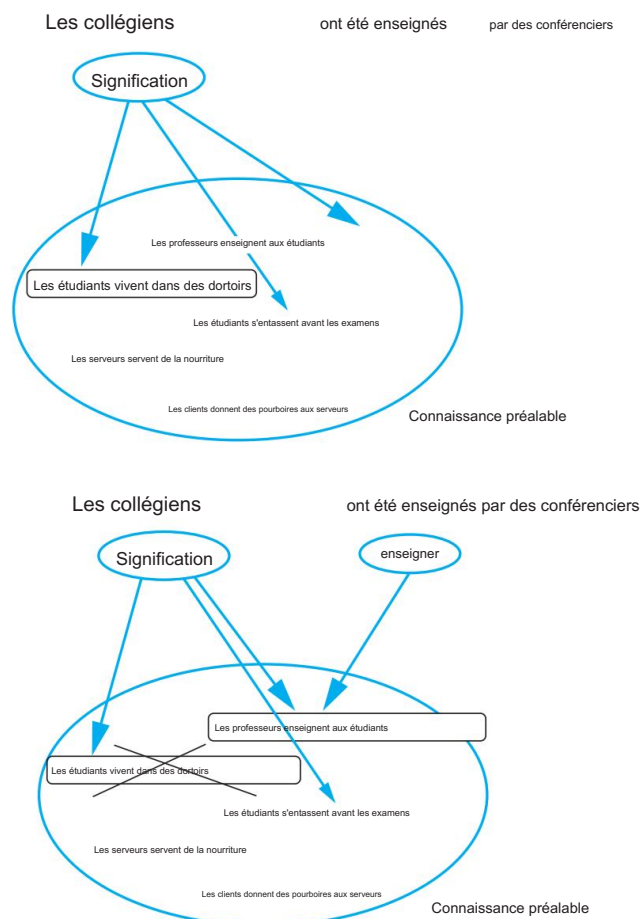 Les collégiens ont été enseignés par des conférenciers
Signification
Les professeurs enseignent aux étudiants
Les étudiants vivent dans des dortoirs
Les étudiants s'entassent avant les examens
Les serveurs servent de la nourriture
Les clients donnent des pourboires aux serveurs
Connaissance préalable
Les collégiens ont été enseignés par des conférenciers
Signification enseigner
Les professeurs enseignent aux étudiants
Les étudiants vivent dans des dortoirs
Les étudiants s'entassent avant les examens
Les serveurs servent de la nourriture
Les clients donnent des pourboires aux serveurs
Connaissance préalable